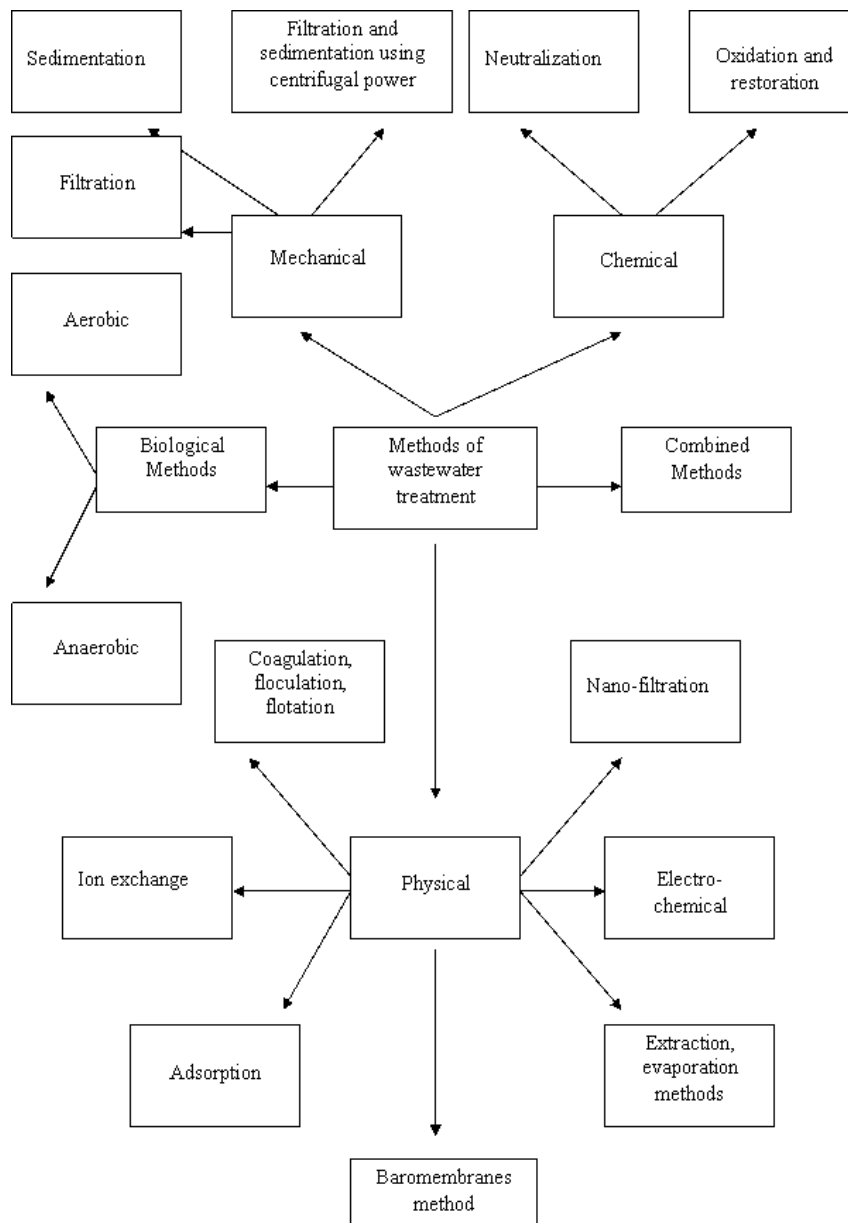 Sedimentation
Filtration and
sedimentation using
centrifugal power
Neutralization
Oxidation and
restoration
Filtration
Mechanical
Chemical
Aerobic
Biological
Methods
Methods of
wastewater
treatment
Combined
Methods
Anaerobic
Coagulation,
floculation,
flotation
Nano-filtration
Ion exchange
Physical
Electro-
chemical
Adsorption
Extraction,
evaporation
methods
Baromembranes
method